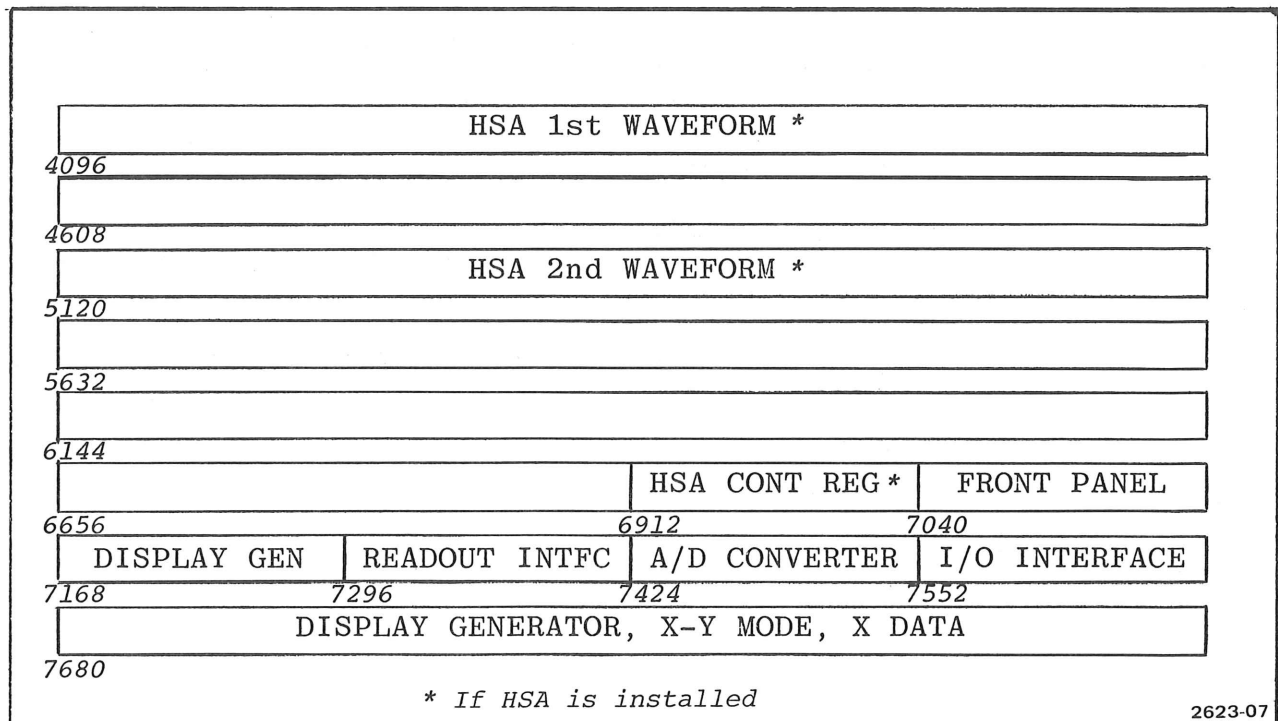 HSA 1st WAVEFORM *
4096
4608
HSA 2nd WAVEFORM *
5120
5632
6144
HSA CONT REG * FRONT PANEL
6656 6912 7040
DISPLAY GEN READOUT INTFC A/D CONVERTER I/O INTERFACE
7168 7296 7424 7552
DISPLAY GENERATOR, X-Y MODE, X DATA
7680
* If HSA is installed
2623-07